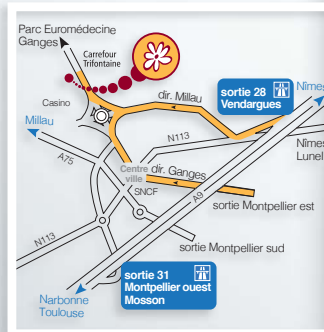 Parc Euromédecine
Ganges
Carrefour
Trifontaine
dir. Millau
sortie 28
Vendargues
Nîmes
Casino
Millau
N113
Nîmes
Lunel
A75
Centre
ville
dir. Ganges
SNCF
A9
sortie Montpellier est
N113
sortie Montpellier sud
sortie 31
Montpellier ouest
Mosson
Narbonne
Toulouse